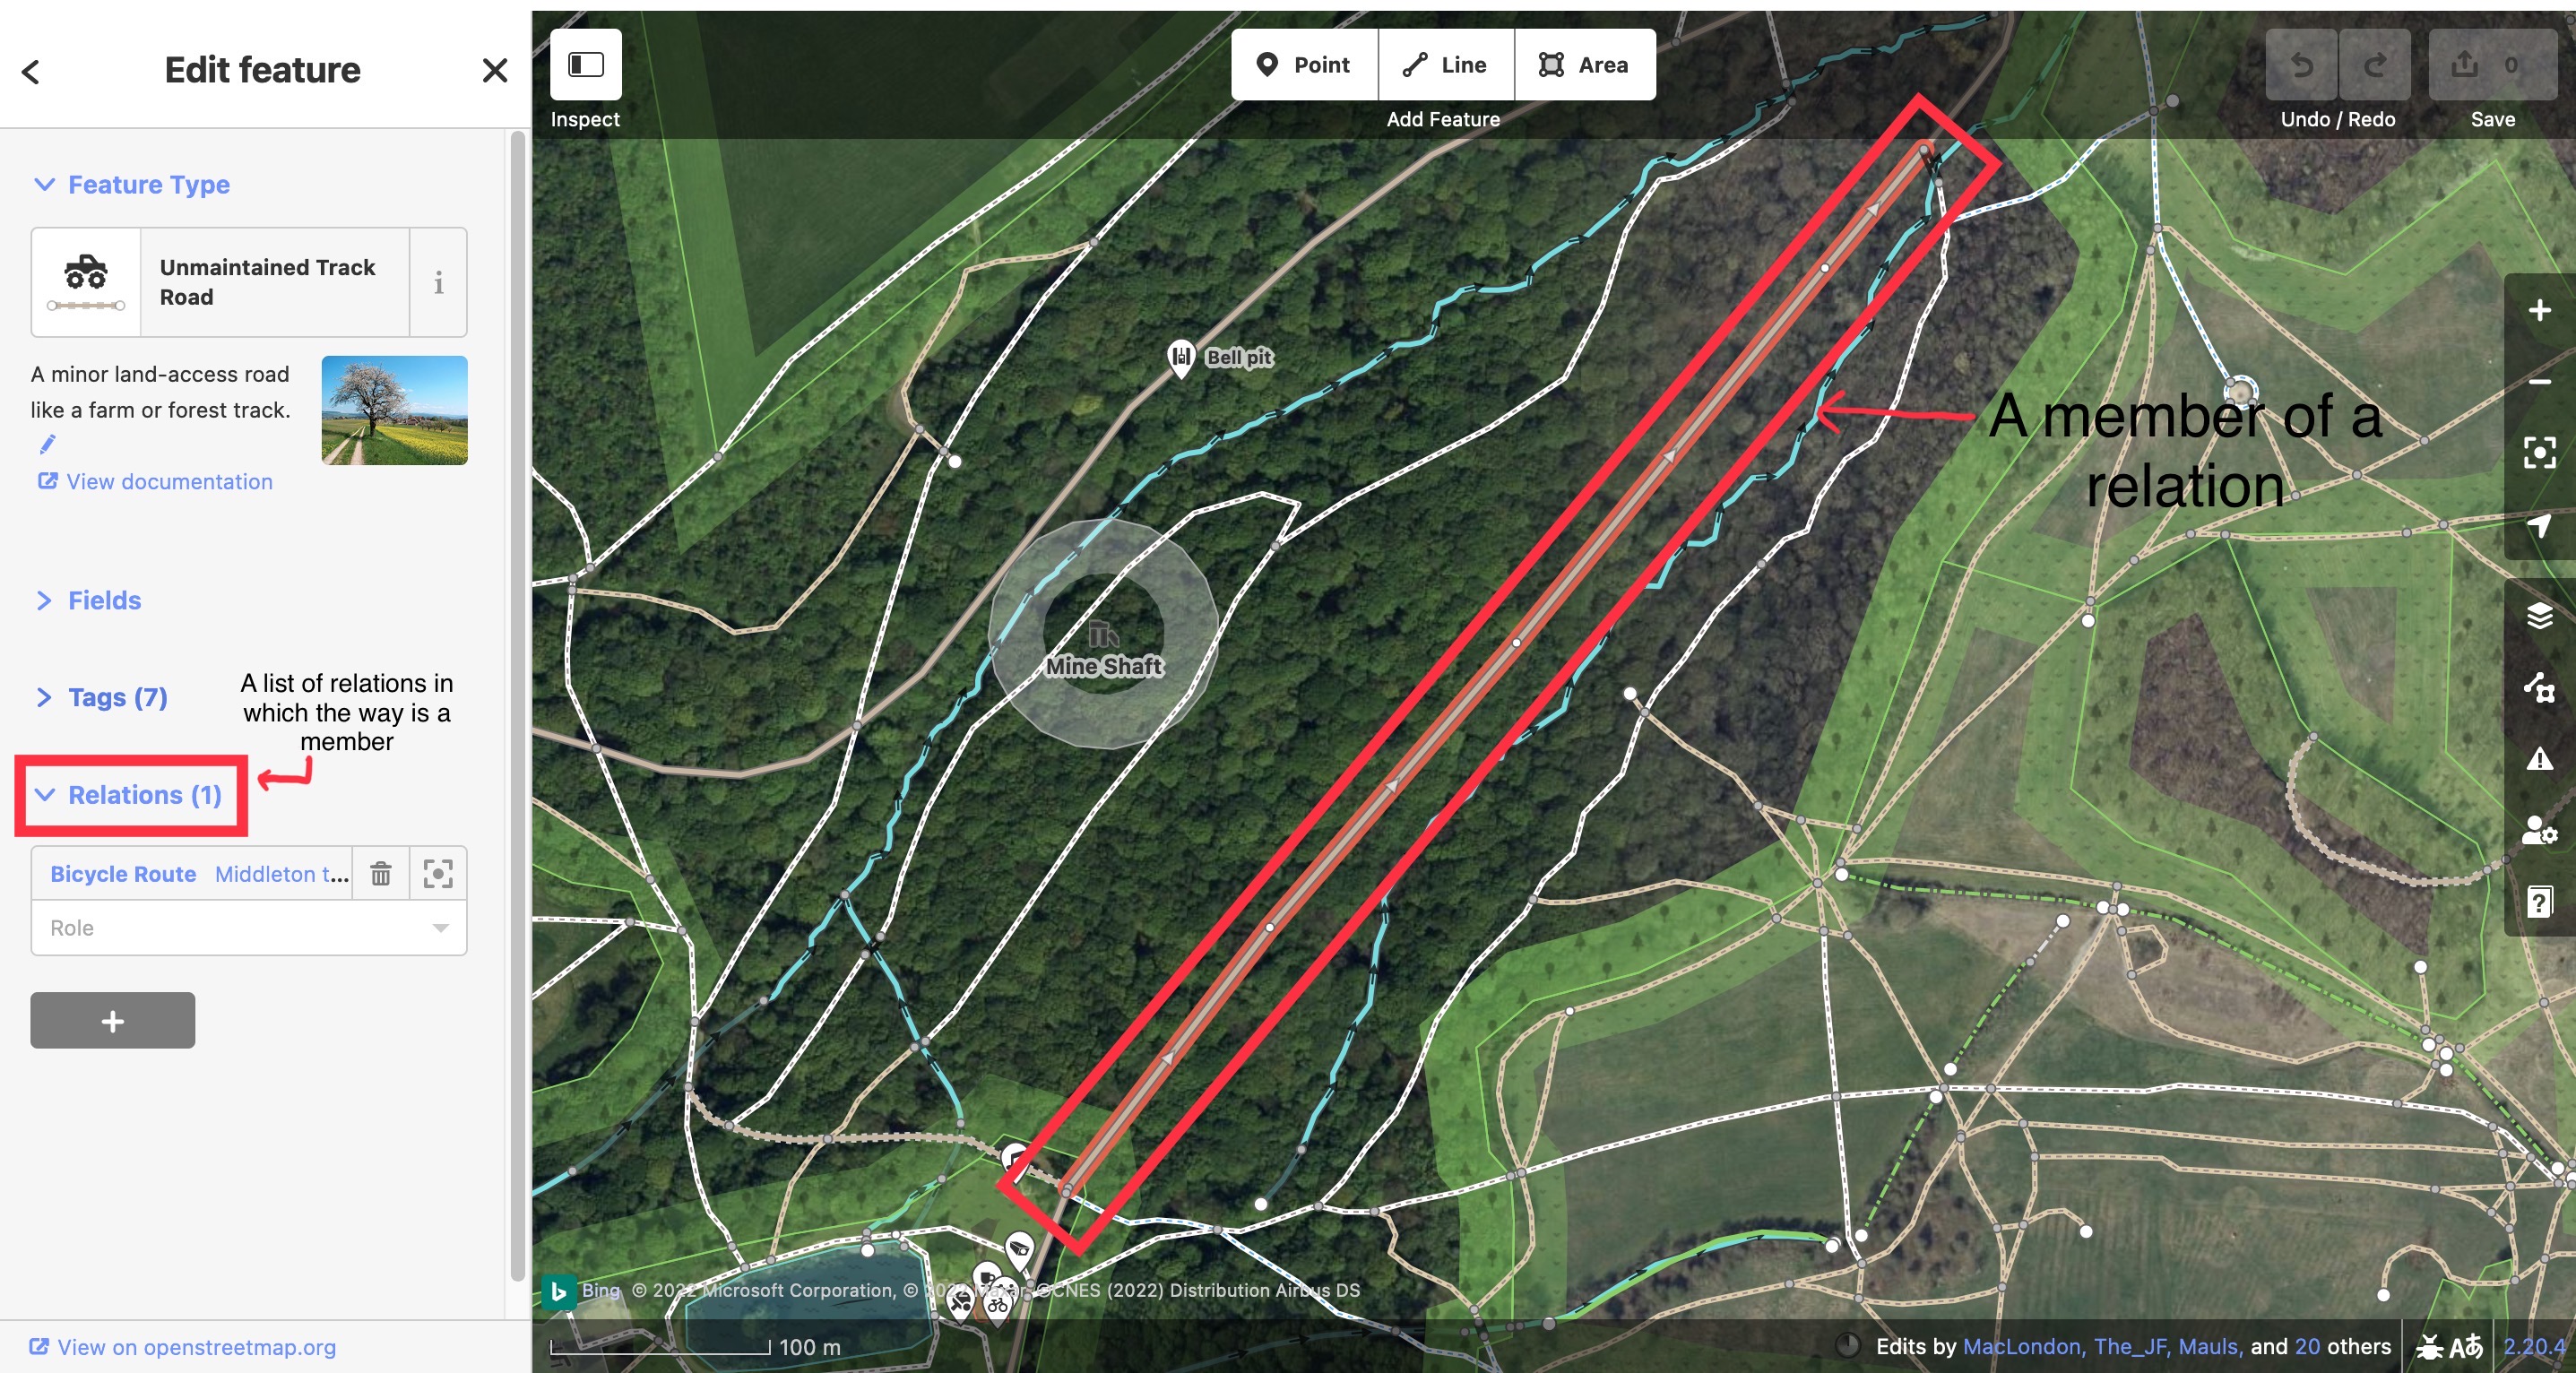 Edit feature
Inspect
Point
Line
Area
Add Feature
Undo / Redo
0
Save
Feature Type
Unmaintained Track
Road
i
A minor land-access road
like a farm or forest track.
View documentation
Fields
Tags (7)
A list of relations in
which the way is a
member
Relations (1)
Bicycle Route Middleton t...
Role
+
View on openstreetmap.org
Bell pit
Mine Shaft
A member of a
relation
Bing © 2022 Microsoft Corporation, © 2022 Maxar, ©CNES (2022) Distribution Airbus DS
100 m
Edits by MacLondon, The_JF, Mauls, and 20 others
2.20.4